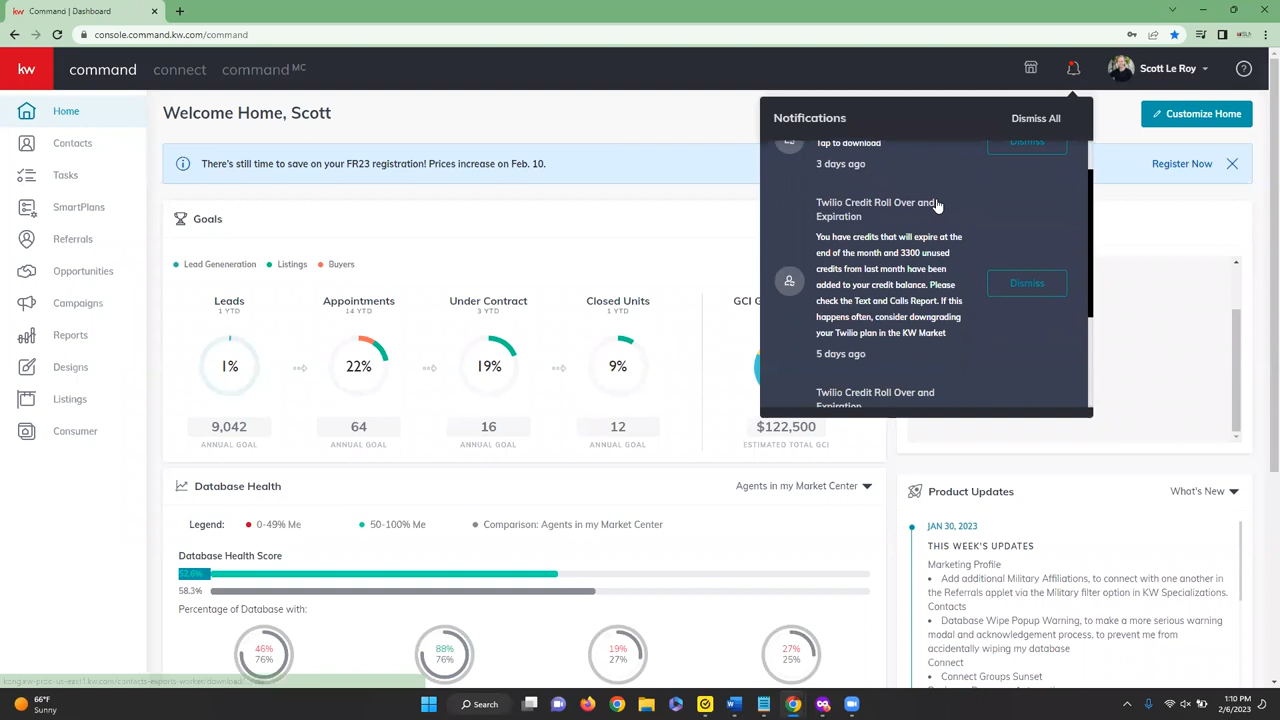 kw Command | Dashboard
console.command.kw.com/command
kw command connect command MC
Scott Le Roy
Home
Contacts
Tasks
SmartPlans
Referrals
Opportunities
Campaigns
Reports
Designs
Listings
Consumer
Welcome Home, Scott
Customize Home
There's still time to save on your FR23 registration! Prices increase on Feb. 10.
Register Now
Notifications
Dismiss All
Tap to download
Dismiss
3 days ago
Twilio Credit Roll Over and
Expiration
You have credits that will expire at the
end of the month and 3300 unused
credits from last month have been
added to your credit balance. Please
check the Text and Calls Report. If this
happens often, consider downgrading
your Twilio plan in the KW Market
Dismiss
5 days ago
Twilio Credit Roll Over and
Expiration
Goals
Lead Geneneration Listings Buyers
Leads Appointments Under Contract Closed Units GCI G
1 YTD 14 YTD 3 YTD 1 YTD
1% 22% 19% 9%
9,042 64 16 12 $122,500
ANNUAL GOAL ANNUAL GOAL ANNUAL GOAL ANNUAL GOAL ESTIMATED TOTAL GCI
Database Health
Agents in my Market Center
Legend: 0-49% Me 50-100% Me Comparison: Agents in my Market Center
Database Health Score
52.6%
58.3%
Percentage of Database with:
46% 88% 19% 27%
76% 76% 27% 25%
Product Updates
What's New
JAN 30, 2023
THIS WEEK'S UPDATES
Marketing Profile
• Add additional Military Affiliations, to connect with one another in
the Referrals applet via the Military filter option in KW Specializations.
Contacts
• Database Wipe Popup Warning, to make a more serious warning
modal and acknowledgement process, to prevent me from
accidentally wiping my database
Connect
• Connect Groups Sunset
66°F
Sunny
Search
1:10 PM
2/6/2023